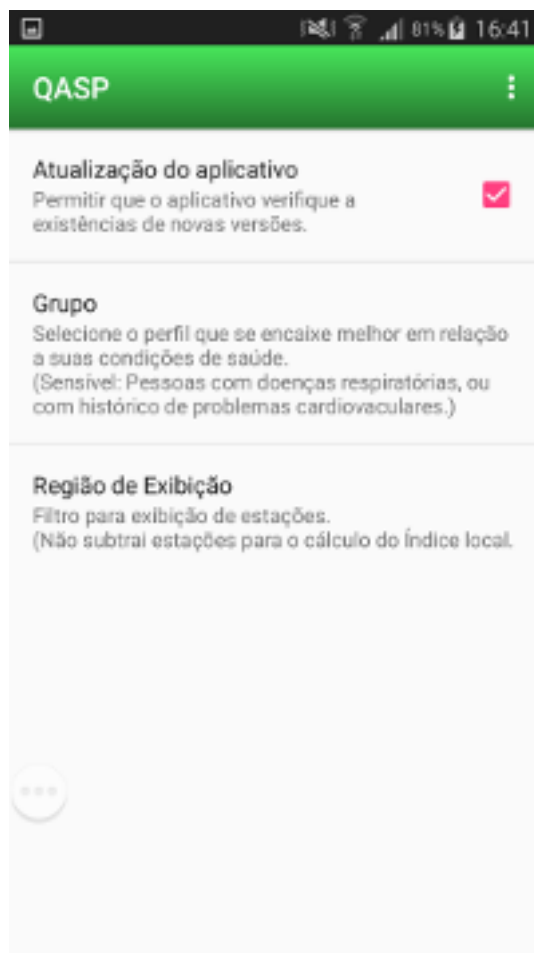 81% 16:41
QASP
Atualização do aplicativo
Permitir que o aplicativo verifique a
existências de novas versões.
Grupo
Selecione o perfil que se encaixe melhor em relação
a suas condições de saúde.
(Sensível: Pessoas com doenças respiratórias, ou
com histórico de problemas cardiovaculares.)
Região de Exibição
Filtro para exibição de estações.
(Não subtrai estações para o cálculo do Índice local.